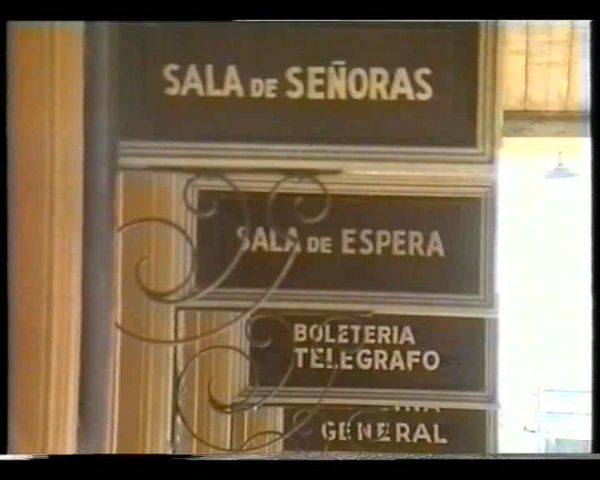 SALA DE SEÑORAS
SALA DE ESPERA
BOLETERIA
TELEGRAFO
GENERAL